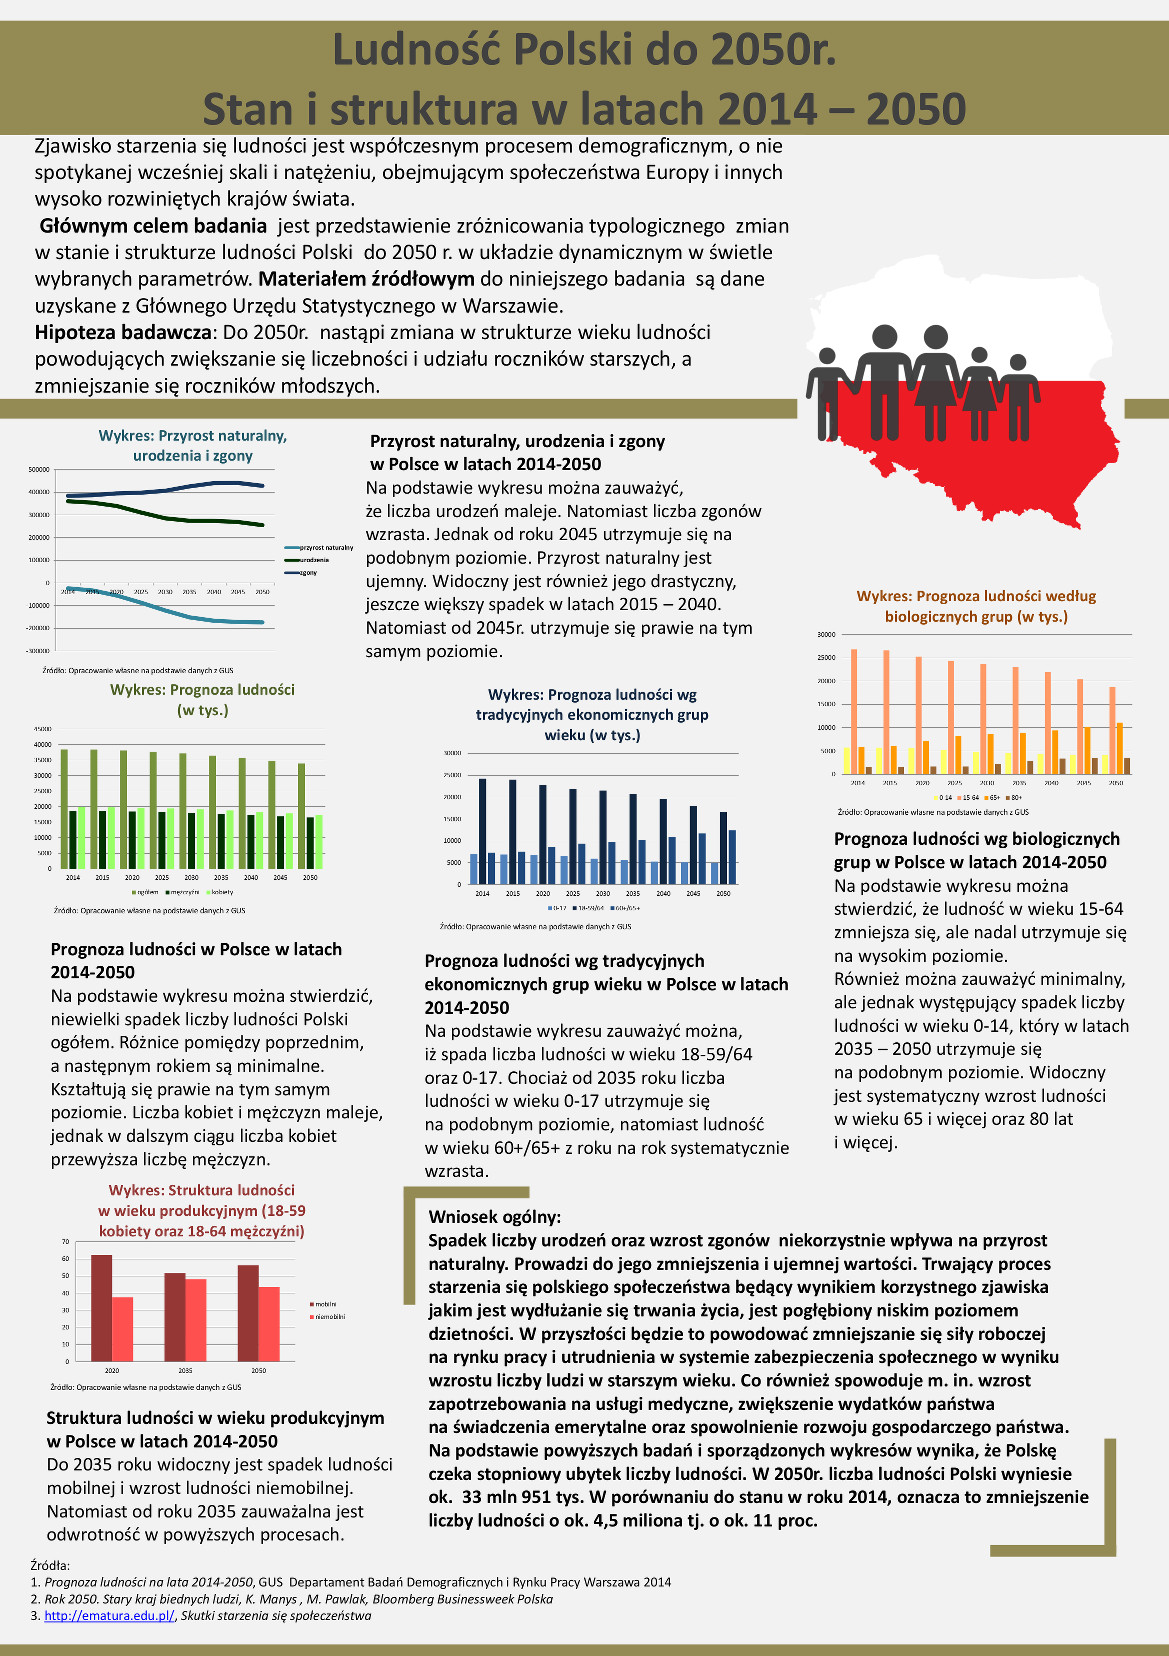 Ludność Polski do 2050r.
Stan i struktura w latach 2014 – 2050
Zjawisko starzenia się ludności jest współczesnym procesem demograficznym, o nie
spotykanej wcześniej skali i natężeniu, obejmującym społeczeństwa Europy i innych
wysoko rozwiniętych krajów świata.
Głównym celem badania jest przedstawienie zróżnicowania typologicznego zmian
w stanie i strukturze ludności Polski do 2050 r. w układzie dynamicznym w świetle
wybranych parametrów. Materiałem źródłowym do niniejszego badania są dane
uzyskane z Głównego Urzędu Statystycznego w Warszawie.
Hipoteza badawcza: Do 2050r. nastąpi zmiana w strukturze wieku ludności
powodujących zwiększanie się liczebności i udziału roczników starszych, a
zmniejszanie się roczników młodszych.
Wykres: Przyrost naturalny,
urodzenia i zgony
500000
400000
300000
200000
100000
0
-100000
-200000
-300000
2014 2015 2020 2025 2030 2035 2040 2045 2050
przyrost naturalny
urodzenia
zgony
Źródło: Opracowanie własne na podstawie danych z GUS
Przyrost naturalny, urodzenia i zgony
w Polsce w latach 2014-2050
Na podstawie wykresu można zauważyć,
że liczba urodzeń maleje. Natomiast liczba zgonów
wzrasta. Jednak od roku 2045 utrzymuje się na
podobnym poziomie. Przyrost naturalny jest
ujemny. Widoczny jest również jego drastyczny,
jeszcze większy spadek w latach 2015 – 2040.
Natomiast od 2045r. utrzymuje się prawie na tym
samym poziomie.
Wykres: Prognoza ludności
(w tys.)
45000
40000
35000
30000
25000
20000
15000
10000
5000
0
2014 2015 2020 2025 2030 2035 2040 2045 2050
ogółem mężczyźni kobiety
Źródło: Opracowanie własne na podstawie danych z GUS
Prognoza ludności w Polsce w latach
2014-2050
Na podstawie wykresu można stwierdzić,
niewielki spadek liczby ludności Polski
ogółem. Różnice pomiędzy poprzednim,
a następnym rokiem są minimalne.
Kształtują się prawie na tym samym
poziomie. Liczba kobiet i mężczyzn maleje,
jednak w dalszym ciągu liczba kobiet
przewyższa liczbę mężczyzn.
Wykres: Prognoza ludności wg
tradycyjnych ekonomicznych grup
wieku (w tys.)
30000
25000
20000
15000
10000
5000
0
2014 2015 2020 2025 2030 2035 2040 2045 2050
0-17 18-59/64 60+/65+
Źródło: Opracowanie własne na podstawie danych z GUS
Prognoza ludności wg tradycyjnych
ekonomicznych grup wieku w Polsce w latach
2014-2050
Na podstawie wykresu zauważyć można,
iż spada liczba ludności w wieku 18-59/64
oraz 0-17. Chociaż od 2035 roku liczba
ludności w wieku 0-17 utrzymuje się
na podobnym poziomie, natomiast ludność
w wieku 60+/65+ z roku na rok systematycznie
wzrasta.
Wykres: Prognoza ludności według
biologicznych grup (w tys.)
30000
25000
20000
15000
10000
5000
0
2014 2015 2020 2025 2030 2035 2040 2045 2050
0-14 15-64 65+ 80+
Źródło: Opracowanie własne na podstawie danych z GUS
Prognoza ludności wg biologicznych
grup w Polsce w latach 2014-2050
Na podstawie wykresu można
stwierdzić, że ludność w wieku 15-64
zmniejsza się, ale nadal utrzymuje się
na wysokim poziomie.
Również można zauważyć minimalny,
ale jednak występujący spadek liczby
ludności w wieku 0-14, który w latach
2035 – 2050 utrzymuje się
na podobnym poziomie. Widoczny
jest systematyczny wzrost ludności
w wieku 65 i więcej oraz 80 lat
i więcej.
Wykres: Struktura ludności
w wieku produkcyjnym (18-59
kobiety oraz 18-64 mężczyźni)
70
60
50
40
30
20
10
0
2020 2035 2050
mobilni
niemobilni
Źródło: Opracowanie własne na podstawie danych z GUS
Struktura ludności w wieku produkcyjnym
w Polsce w latach 2014-2050
Do 2035 roku widoczny jest spadek ludności
mobilnej i wzrost ludności niemobilnej.
Natomiast od roku 2035 zauważalna jest
odwrotność w powyższych procesach.
Wniosek ogólny:
Spadek liczby urodzeń oraz wzrost zgonów niekorzystnie wpływa na przyrost
naturalny. Prowadzi do jego zmniejszenia i ujemnej wartości. Trwający proces
starzenia się polskiego społeczeństwa będący wynikiem korzystnego zjawiska
jakim jest wydłużanie się trwania życia, jest pogłębiony niskim poziomem
dzietności. W przyszłości będzie to powodować zmniejszanie się siły roboczej
na rynku pracy i utrudnienia w systemie zabezpieczenia społecznego w wyniku
wzrostu liczby ludzi w starszym wieku. Co również spowoduje m. in. wzrost
zapotrzebowania na usługi medyczne, zwiększenie wydatków państwa
na świadczenia emerytalne oraz spowolnienie rozwoju gospodarczego państwa.
Na podstawie powyższych badań i sporządzonych wykresów wynika, że Polskę
czeka stopniowy ubytek liczby ludności. W 2050r. liczba ludności Polski wyniesie
ok. 33 mln 951 tys. W porównaniu do stanu w roku 2014, oznacza to zmniejszenie
liczby ludności o ok. 4,5 miliona tj. o ok. 11 proc.
Źródła:
1. Prognoza ludności na lata 2014-2050, GUS Departament Badań Demograficznych i Rynku Pracy Warszawa 2014
2. Rok 2050. Stary kraj biednych ludzi, K. Manys , M. Pawlak, Bloomberg Businessweek Polska
3. http://ematura.edu.pl/, Skutki starzenia się społeczeństwa